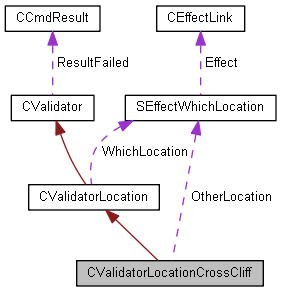 CCmdResult
CEffectLink
ResultFailed
Effect
CValidator
SEffectWhichLocation
WhichLocation
CValidatorLocation
OtherLocation
CValidatorLocationCrossCliff